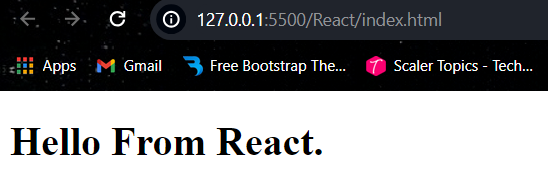 127.0.0.1:5500/React/index.html
Apps Gmail Free Bootstrap The... Scaler Topics - Tech...
Hello From React.